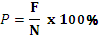 P = F/N x 100%